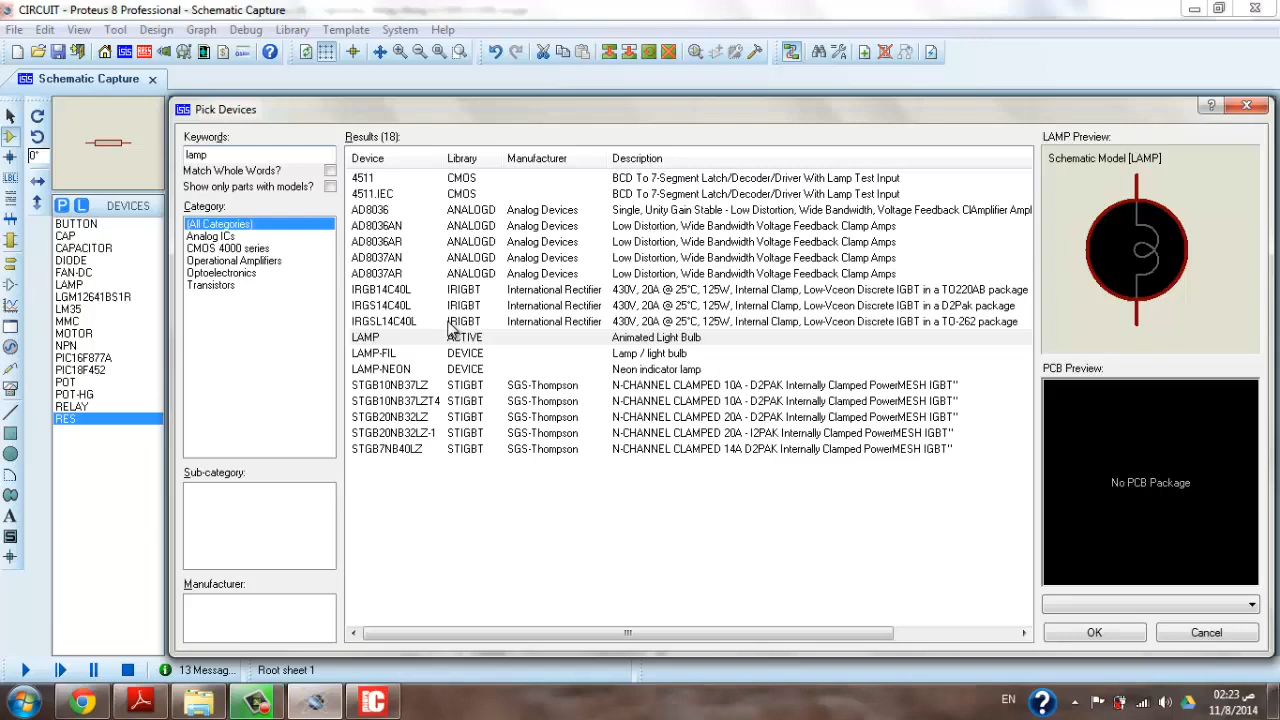 CIRCUIT - Proteus 8 Professional - Schematic Capture
File Edit View Tool Design Graph Debug Library Template System Help
Schematic Capture
Pick Devices
0°
LBL
P L DEVICES
BUTTON
CAP
CAPACITOR
DIODE
FAN-DC
LAMP
LGM12641BS1R
LM35
MMC
MOTOR
NPN
PIC16F877A
PIC18F452
POT
POT-HG
RELAY
RES
Keywords:
lamp
Match Whole Words?
Show only parts with models?
Category:
(All Categories)
Analog ICs
CMOS 4000 series
Operational Amplifiers
Optoelectronics
Transistors
Sub-category:
Manufacturer:
Results (18):
Device Library Manufacturer Description
4511 CMOS BCD To 7-Segment Latch/Decoder/Driver With Lamp Test Input
4511.IEC CMOS BCD To 7-Segment Latch/Decoder/Driver With Lamp Test Input
AD8036 ANALOGD Analog Devices Single, Unity Gain Stable - Low Distortion, Wide Bandwidth, Voltage Feedback ClAmplifier Ampl
AD8036AN ANALOGD Analog Devices Low Distortion, Wide Bandwidth Voltage Feedback Clamp Amps
AD8036AR ANALOGD Analog Devices Low Distortion, Wide Bandwidth Voltage Feedback Clamp Amps
AD8037AN ANALOGD Analog Devices Low Distortion, Wide Bandwidth Voltage Feedback Clamp Amps
AD8037AR ANALOGD Analog Devices Low Distortion, Wide Bandwidth Voltage Feedback Clamp Amps
IRGB14C40L IRIGBT International Rectifier 430V, 20A @ 25°C, 125W, Internal Clamp, Low-Vceon Discrete IGBT in a TO220AB package
IRGS14C40L IRIGBT International Rectifier 430V, 20A @ 25°C, 125W, Internal Clamp, Low-Vceon Discrete IGBT in a D2Pak package
IRGSL14C40L IRIGBT International Rectifier 430V, 20A @ 25°C, 125W, Internal Clamp, Low-Vceon Discrete IGBT in a TO-262 package
LAMP ACTIVE Animated Light Bulb
LAMP-FIL DEVICE Lamp / light bulb
LAMP-NEON DEVICE Neon indicator lamp
STGB10NB37LZ STIGBT SGS-Thompson N-CHANNEL CLAMPED 10A - D2PAK Internally Clamped PowerMESH IGBT"
STGB10NB37LZT4 STIGBT SGS-Thompson N-CHANNEL CLAMPED 10A - D2PAK Internally Clamped PowerMESH IGBT"
STGB20NB32LZ STIGBT SGS-Thompson N-CHANNEL CLAMPED 20A - D2PAK Internally Clamped PowerMESH IGBT"
STGB20NB32LZ-1 STIGBT SGS-Thompson N-CHANNEL CLAMPED 20A - I2PAK Internally Clamped PowerMESH IGBT"
STGB7NB40LZ STIGBT SGS-Thompson N-CHANNEL CLAMPED 14A D2PAK Internally Clamped PowerMESH IGBT"
LAMP Preview:
Schematic Model [LAMP]
PCB Preview:
No PCB Package
OK Cancel
13 Messag... Root sheet 1
EN
02:23 ص
11/8/2014